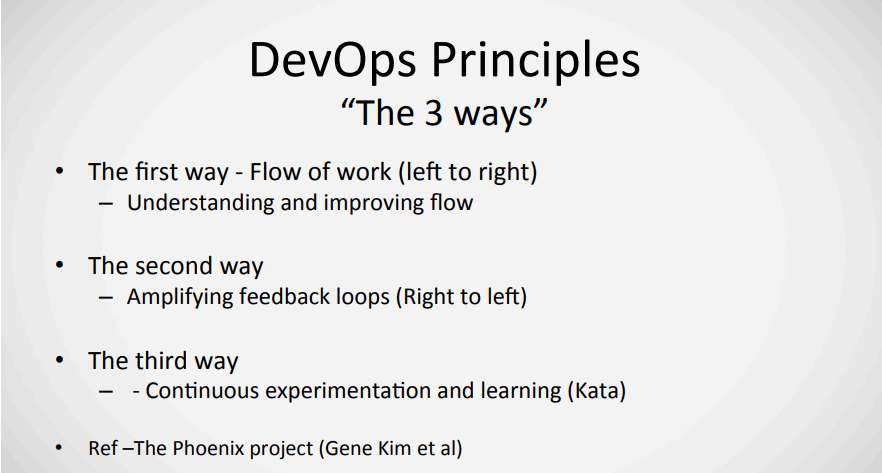 DevOps Principles
“The 3 ways”
• The first way - Flow of work (left to right)
– Understanding and improving flow
• The second way
– Amplifying feedback loops (Right to left)
• The third way
– - Continuous experimentation and learning (Kata)
• Ref –The Phoenix project (Gene Kim et al)